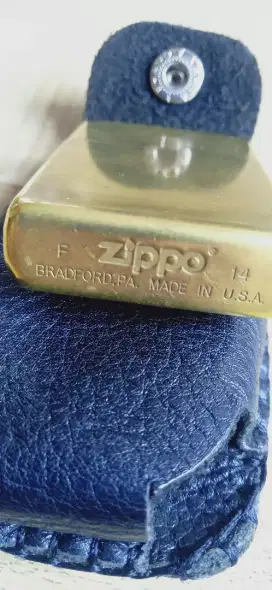 F Zippo® 14
BRADFORD,PA. MADE IN U.S.A.